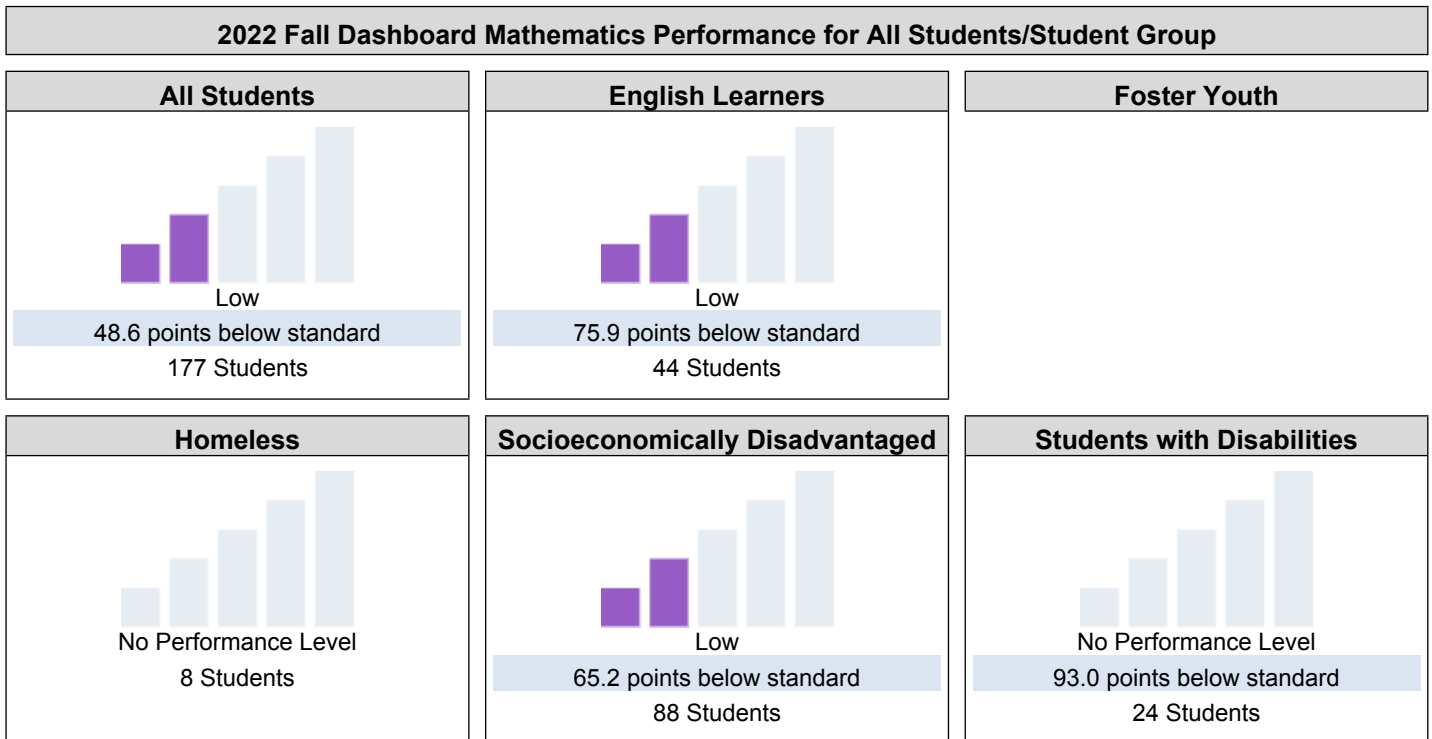 2022 Fall Dashboard Mathematics Performance for All Students/Student Group
All Students
Low
48.6 points below standard
177 Students
English Learners
Low
75.9 points below standard
44 Students
Foster Youth
Homeless
No Performance Level
8 Students
Socioeconomically Disadvantaged
Low
65.2 points below standard
88 Students
Students with Disabilities
No Performance Level
93.0 points below standard
24 Students